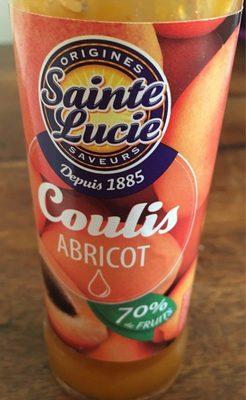 ORIGINES
Sainte
Lucie
SAVEURS
Depuis 1885
Coulis
ABRICOT
70%
de FRUITS